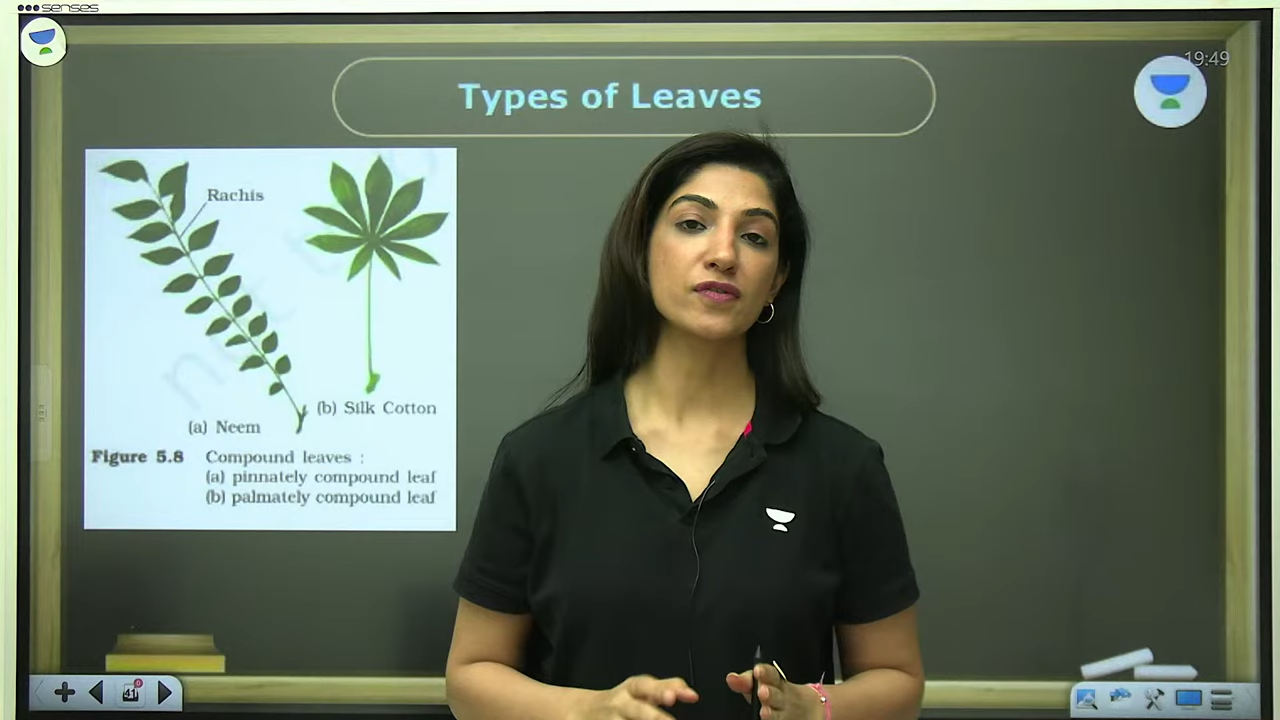 senses
19:49
Types of Leaves
Rachis
(b) Silk Cotton
(a) Neem
Figure 5.8 Compound leaves :
(a) pinnately compound leaf
(b) palmately compound leaf
41